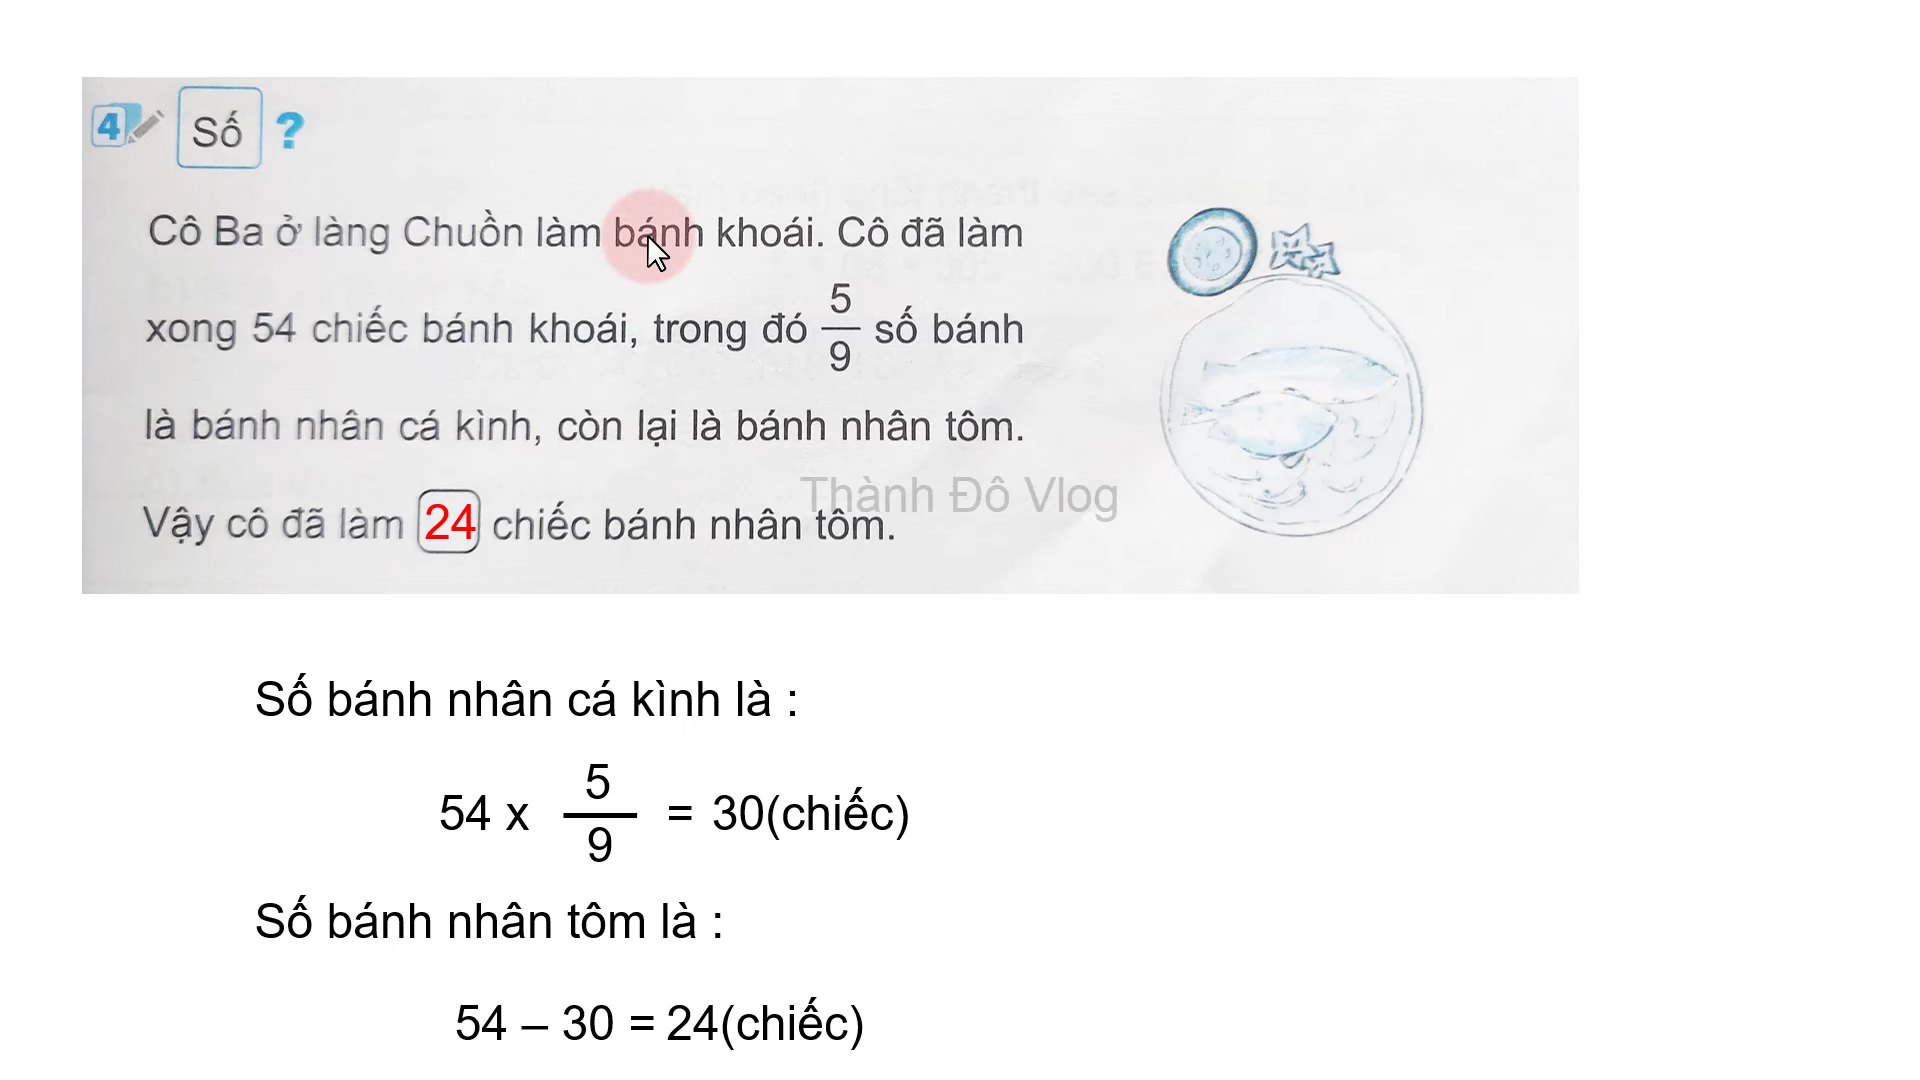 4 Số ?
Cô Ba ở làng Chuồn làm bánh khoái. Cô đã làm
xong 54 chiếc bánh khoái, trong đó 5/9 số bánh
là bánh nhân cá kình, còn lại là bánh nhân tôm.
Thành Đô Vlog
Vậy cô đã làm 24 chiếc bánh nhân tôm.
Số bánh nhân cá kình là :
54 x 5/9 = 30(chiếc)
Số bánh nhân tôm là :
54 – 30 = 24(chiếc)